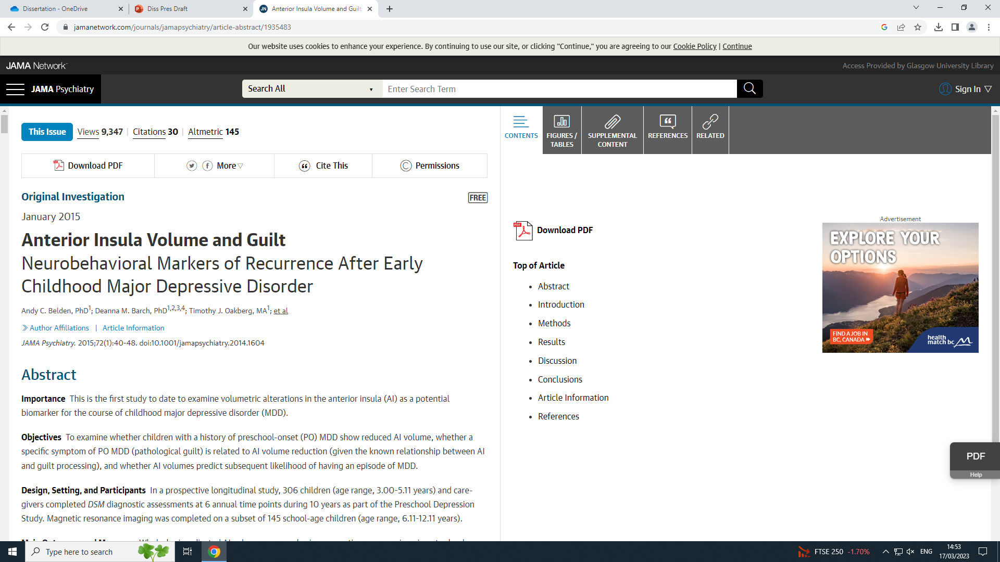 Dissertation - OneDrive
Diss Pres Draft
Anterior Insula Volume and Guilt
jamanetwork.com/journals/jamapsychiatry/article-abstract/1935483
Our website uses cookies to enhance your experience. By continuing to use our site, or clicking "Continue," you are agreeing to our Cookie Policy | Continue
JAMA Network
Access Provided by Glasgow University Library
JAMA Psychiatry
Search All
Enter Search Term
Sign In
This Issue
Views 9,347 | Citations 30 | Altmetric 145
Download PDF
More
Cite This
Permissions
Original Investigation
FREE
January 2015
Anterior Insula Volume and Guilt
Neurobehavioral Markers of Recurrence After Early
Childhood Major Depressive Disorder
Andy C. Belden, PhD1; Deanna M. Barch, PhD1,2,3,4; Timothy J. Oakberg, MA1; et al
Author Affiliations | Article Information
JAMA Psychiatry. 2015;72(1):40-48. doi:10.1001/jamapsychiatry.2014.1604
Abstract
Importance This is the first study to date to examine volumetric alterations in the anterior insula (AI) as a potential
biomarker for the course of childhood major depressive disorder (MDD).
Objectives To examine whether children with a history of preschool-onset (PO) MDD show reduced AI volume, whether a
specific symptom of PO MDD (pathological guilt) is related to AI volume reduction (given the known relationship between AI
and guilt processing), and whether AI volumes predict subsequent likelihood of having an episode of MDD.
Design, Setting, and Participants In a prospective longitudinal study, 306 children (age range, 3.00-5.11 years) and care-
givers completed DSM diagnostic assessments at 6 annual time points during 10 years as part of the Preschool Depression
Study. Magnetic resonance imaging was completed on a subset of 145 school-age children (age range, 6.11-12.11 years).
CONTENTS
FIGURES /
TABLES
SUPPLEMENTAL
CONTENT
REFERENCES
RELATED
PDF
Download PDF
Top of Article
Abstract
Introduction
Methods
Results
Discussion
Conclusions
Article Information
References
Advertisement
EXPLORE YOUR
OPTIONS
FIND A JOB IN
BC, CANADA
health
match bc
PDF
Help
Type here to search
FTSE 250 -1.70%
ENG
14:53
17/03/2023